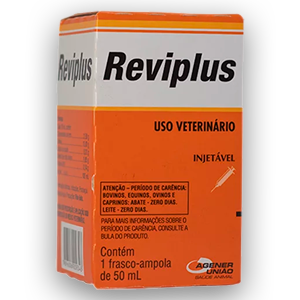 Reviplus
Reviplus
USO VETERINÁRIO
INJETÁVEL
ATENÇÃO - PERÍODO DE CARÊNCIA:
BOVINOS, EQUINOS, OVINOS E
CAPRINOS: ABATE - ZERO DIAS.
LEITE - ZERO DIAS.
PARA MAIS INFORMAÇÕES SOBRE O
PERÍODO DE CARÊNCIA, CONSULTE A
BULA DO PRODUTO.
Contém
1 frasco-ampola
de 50 mL
AGENER
UNIÃO
SAÚDE ANIMAL